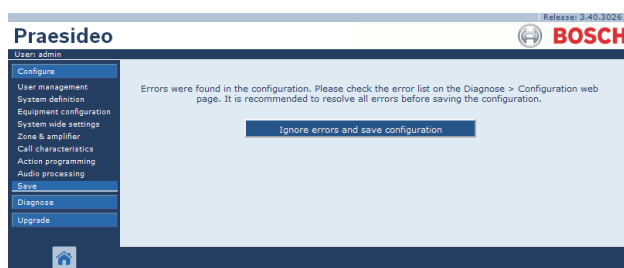 Release: 3.40.3026
Praesideo
BOSCH
User: admin
Configure
User management
System definition
Equipment configuration
System wide settings
Zone & amplifier
Call characteristics
Action programming
Audio processing
Save
Diagnose
Upgrade
Errors were found in the configuration. Please check the error list on the Diagnose > Configuration web
page. It is recommended to resolve all errors before saving the configuration.
Ignore errors and save configuration